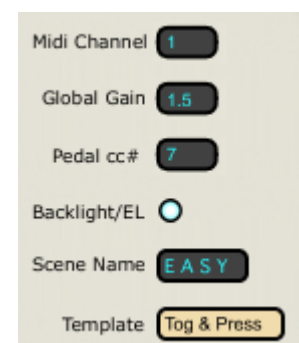 Midi Channel 1
Global Gain 1.5
Pedal cc# 7
Backlight/EL
Scene Name EASY
Template Tog & Press